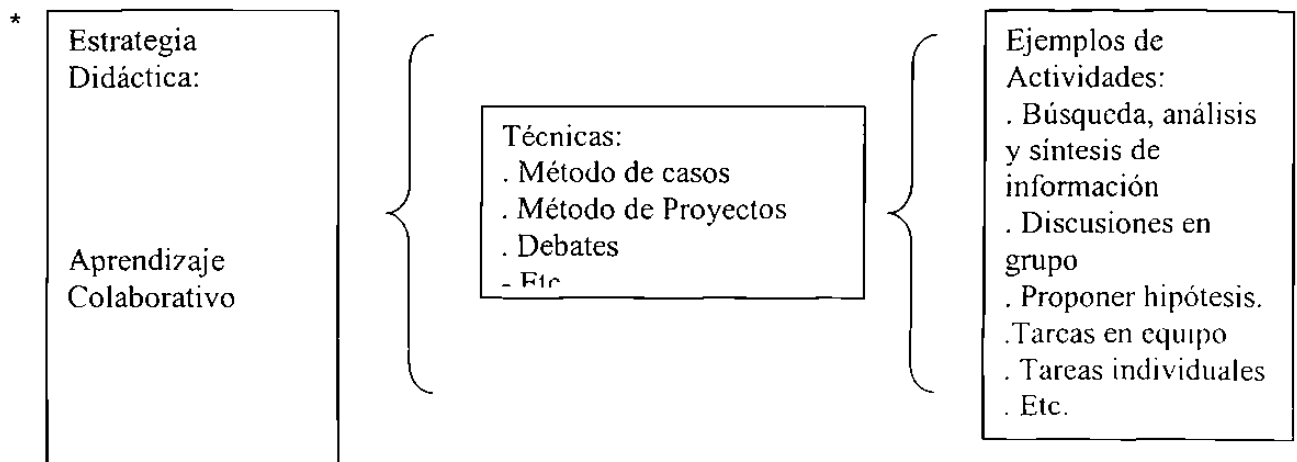 *
Estrategia
Didáctica:
Aprendizaje
Colaborativo
Técnicas:
. Método de casos
. Método de Proyectos
. Debates
- Etc
Ejemplos de
Actividades:
. Búsqueda, análisis
y síntesis de
información
. Discusiones en
grupo
. Proponer hipótesis.
.Tareas en equipo
. Tareas individuales
. Etc.